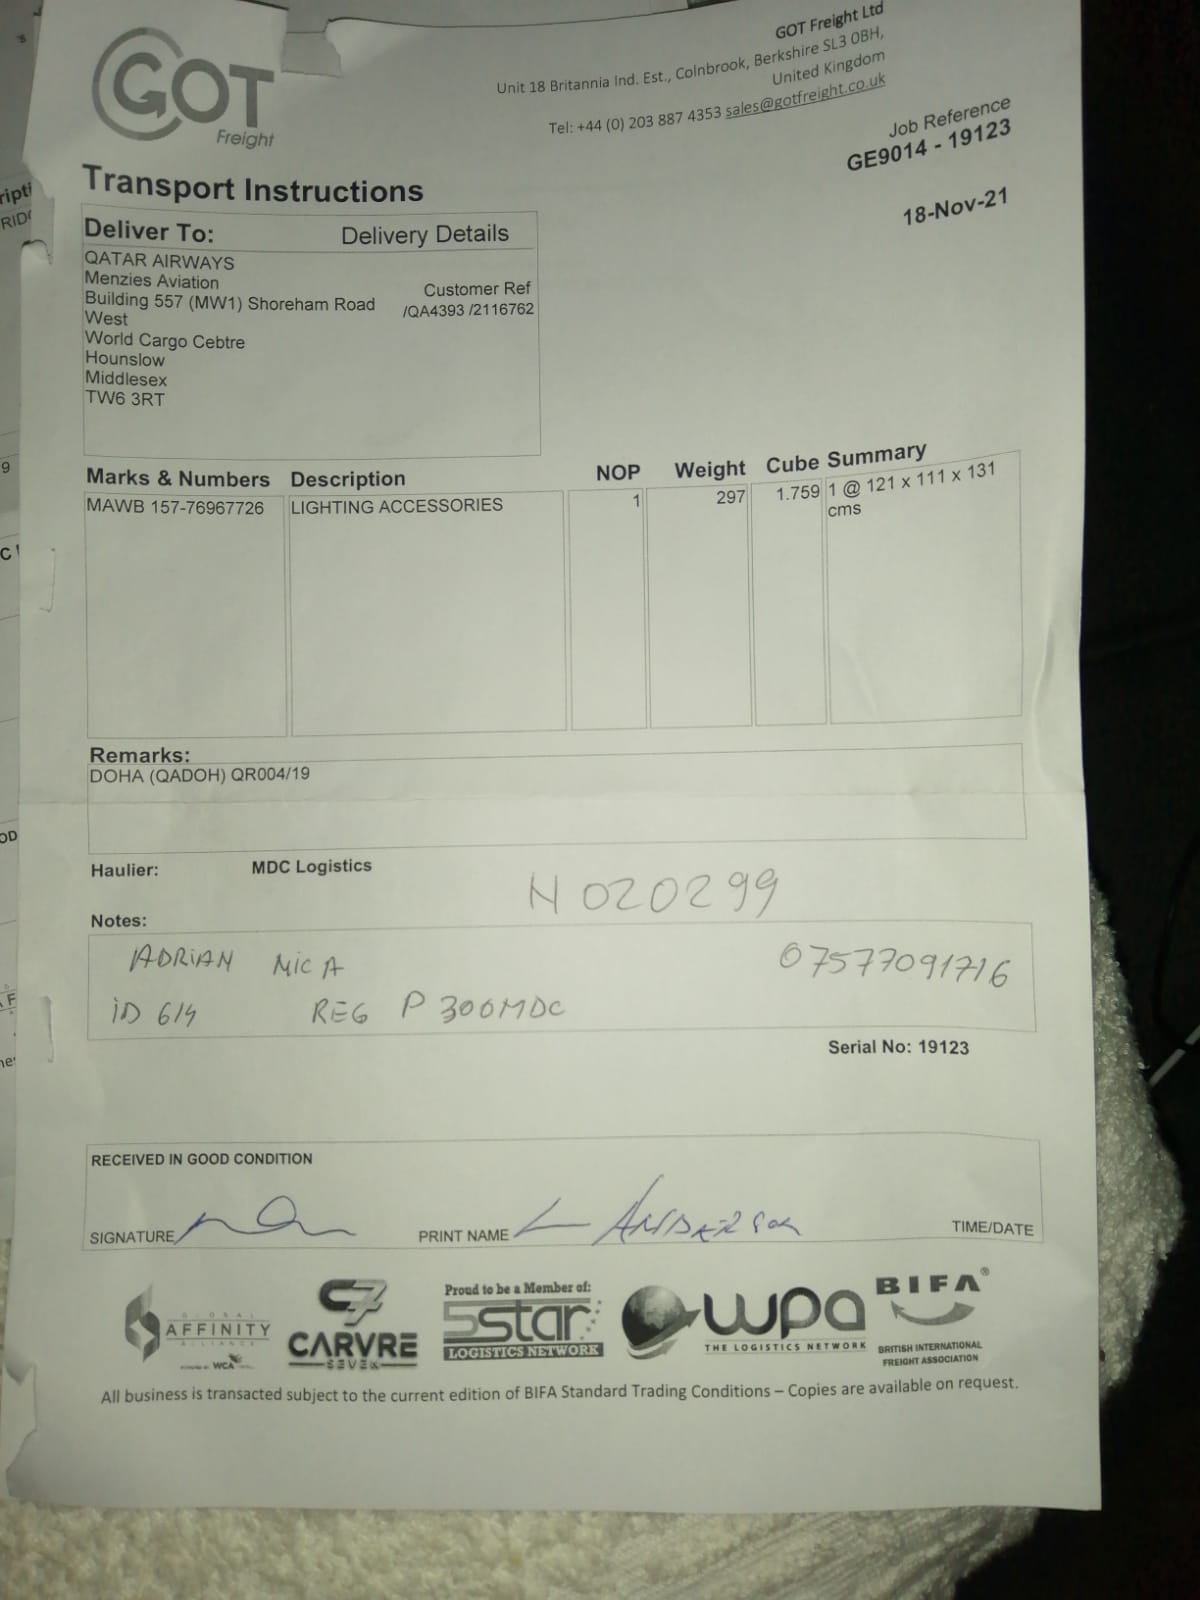 GOT
Freight
GOT Freight Ltd
Unit 18 Britannia Ind. Est., Colnbrook, Berkshire SL3 0BH,
United Kingdom
Tel: +44 (0) 203 887 4353 sales@gotfreight.co.uk
Job Reference
GE9014 - 19123
18-Nov-21
Transport Instructions
Deliver To: Delivery Details
QATAR AIRWAYS
Menzies Aviation
Building 557 (MW1) Shoreham Road
West
World Cargo Cebtre
Hounslow
Middlesex
TW6 3RT
Customer Ref
/QA4393 /2116762
Marks & Numbers Description NOP Weight Cube Summary
MAWB 157-76967726 LIGHTING ACCESSORIES 1 297 1.759 1 @ 121 x 111 x 131
cms
Remarks:
DOHA (QADOH) QR004/19
Haulier: MDC Logistics
H 020299
Notes:
ADRIAN MICA 07577091716
ID 614 REG P 300MDC
Serial No: 19123
RECEIVED IN GOOD CONDITION
SIGNATURE PRINT NAME L ANDERSON TIME/DATE
GLOBAL
AFFINITY
ALLIANCE
WCA
C7
CARVRE
SEVEN
Proud to be a Member of:
5star
LOGISTICS NETWORK
wpa
THE LOGISTICS NETWORK
BIFA®
BRITISH INTERNATIONAL
FREIGHT ASSOCIATION
All business is transacted subject to the current edition of BIFA Standard Trading Conditions – Copies are available on request.